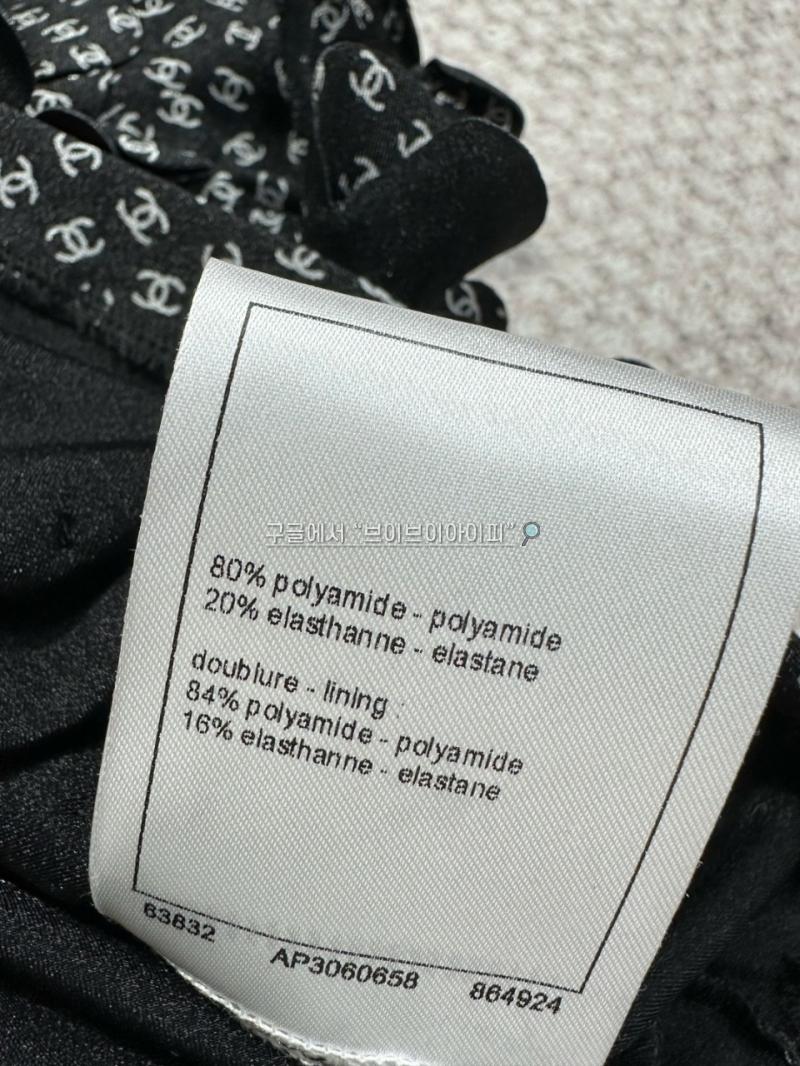 구글에서 "브이브이아이피"
80% polyamide - polyamide
20% elasthanne - elastane
doublure - lining :
84% polyamide - polyamide
16% elasthanne - elastane
63832 AP3060658 864924